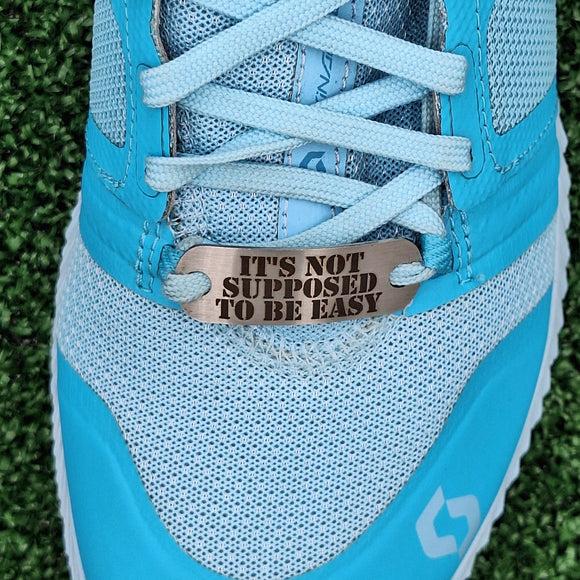 IT"S NOT
SUPPOSED
TO BE EASY